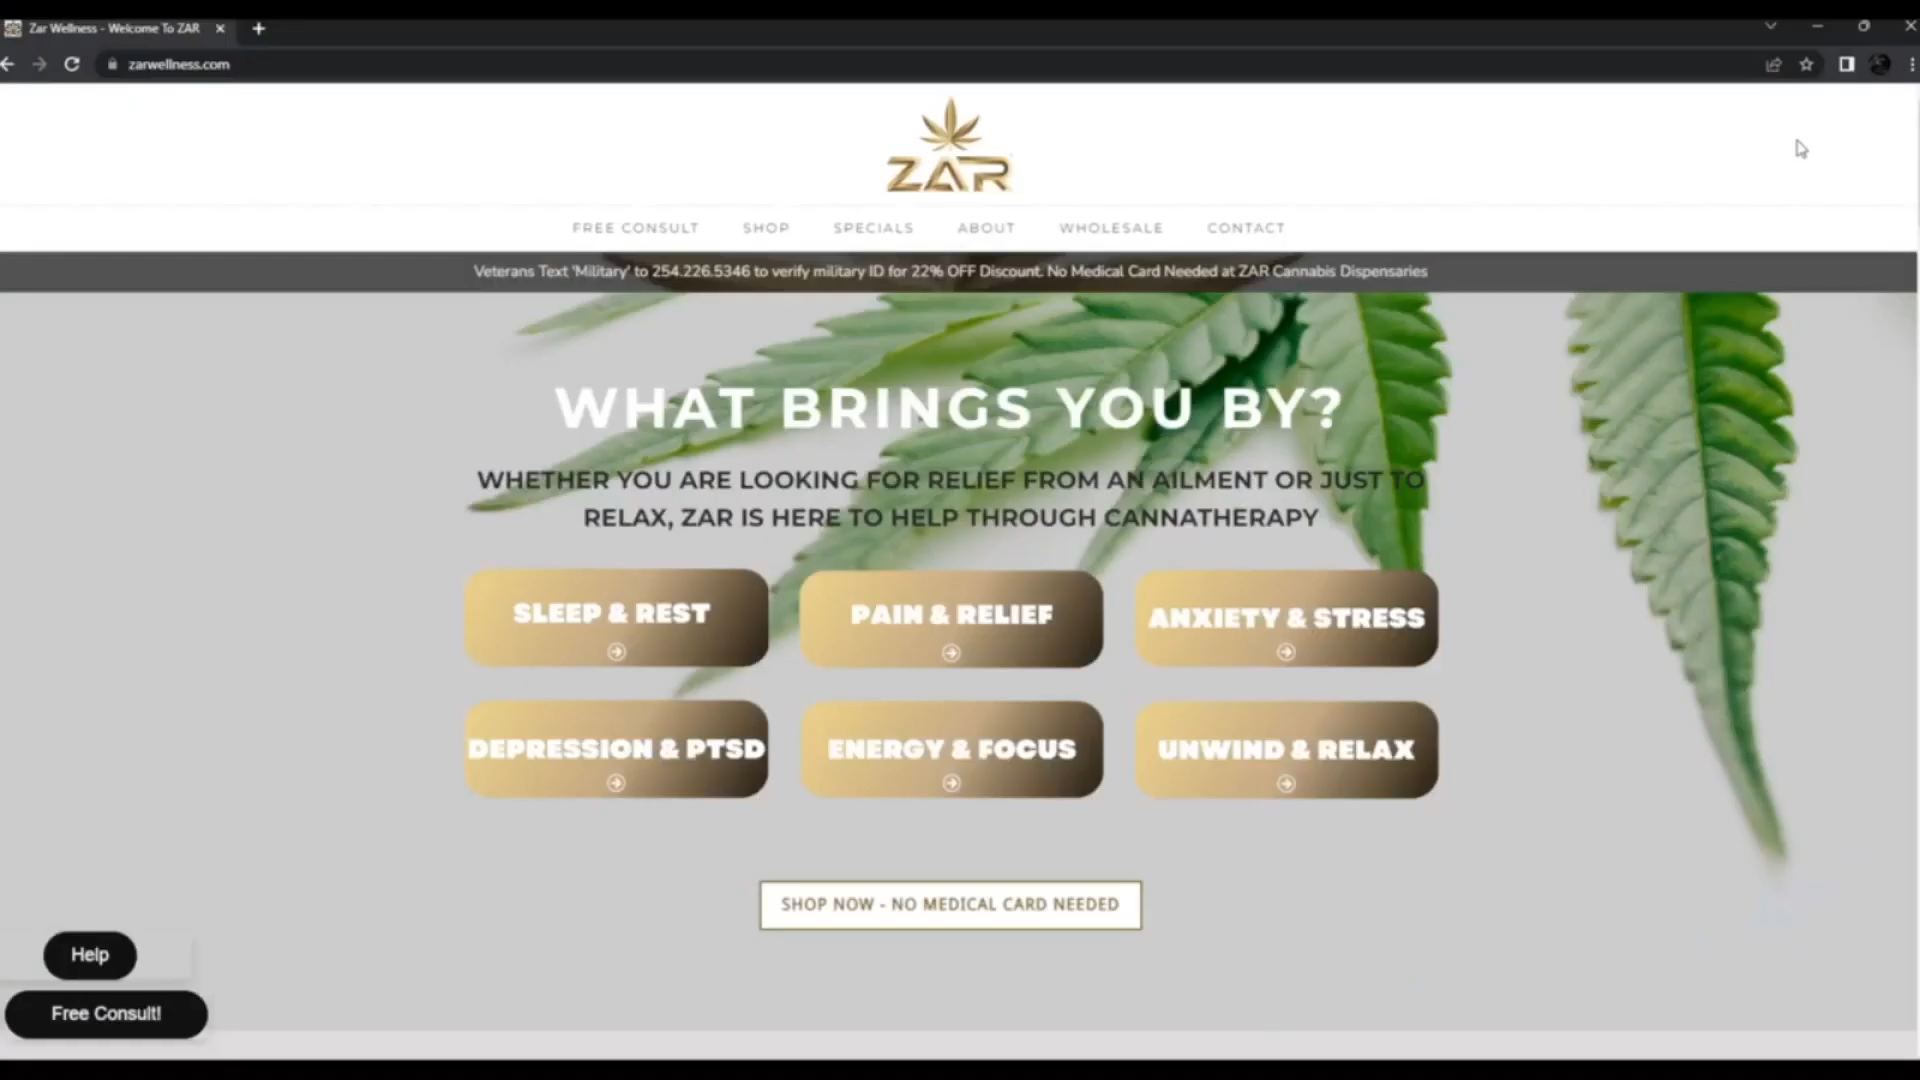 Zar Wellness - Welcome To ZAR
zarwellness.com
ZAR
FREE CONSULT SHOP SPECIALS ABOUT WHOLESALE CONTACT
Veterans Text 'Military' to 254.226.5346 to verify military ID for 22% OFF Discount. No Medical Card Needed at ZAR Cannabis Dispensaries
WHAT BRINGS YOU BY?
WHETHER YOU ARE LOOKING FOR RELIEF FROM AN AILMENT OR JUST TO
RELAX, ZAR IS HERE TO HELP THROUGH CANNATHERAPY
SLEEP & REST PAIN & RELIEF ANXIETY & STRESS
DEPRESSION & PTSD ENERGY & FOCUS UNWIND & RELAX
SHOP NOW - NO MEDICAL CARD NEEDED
Help
Free Consult!